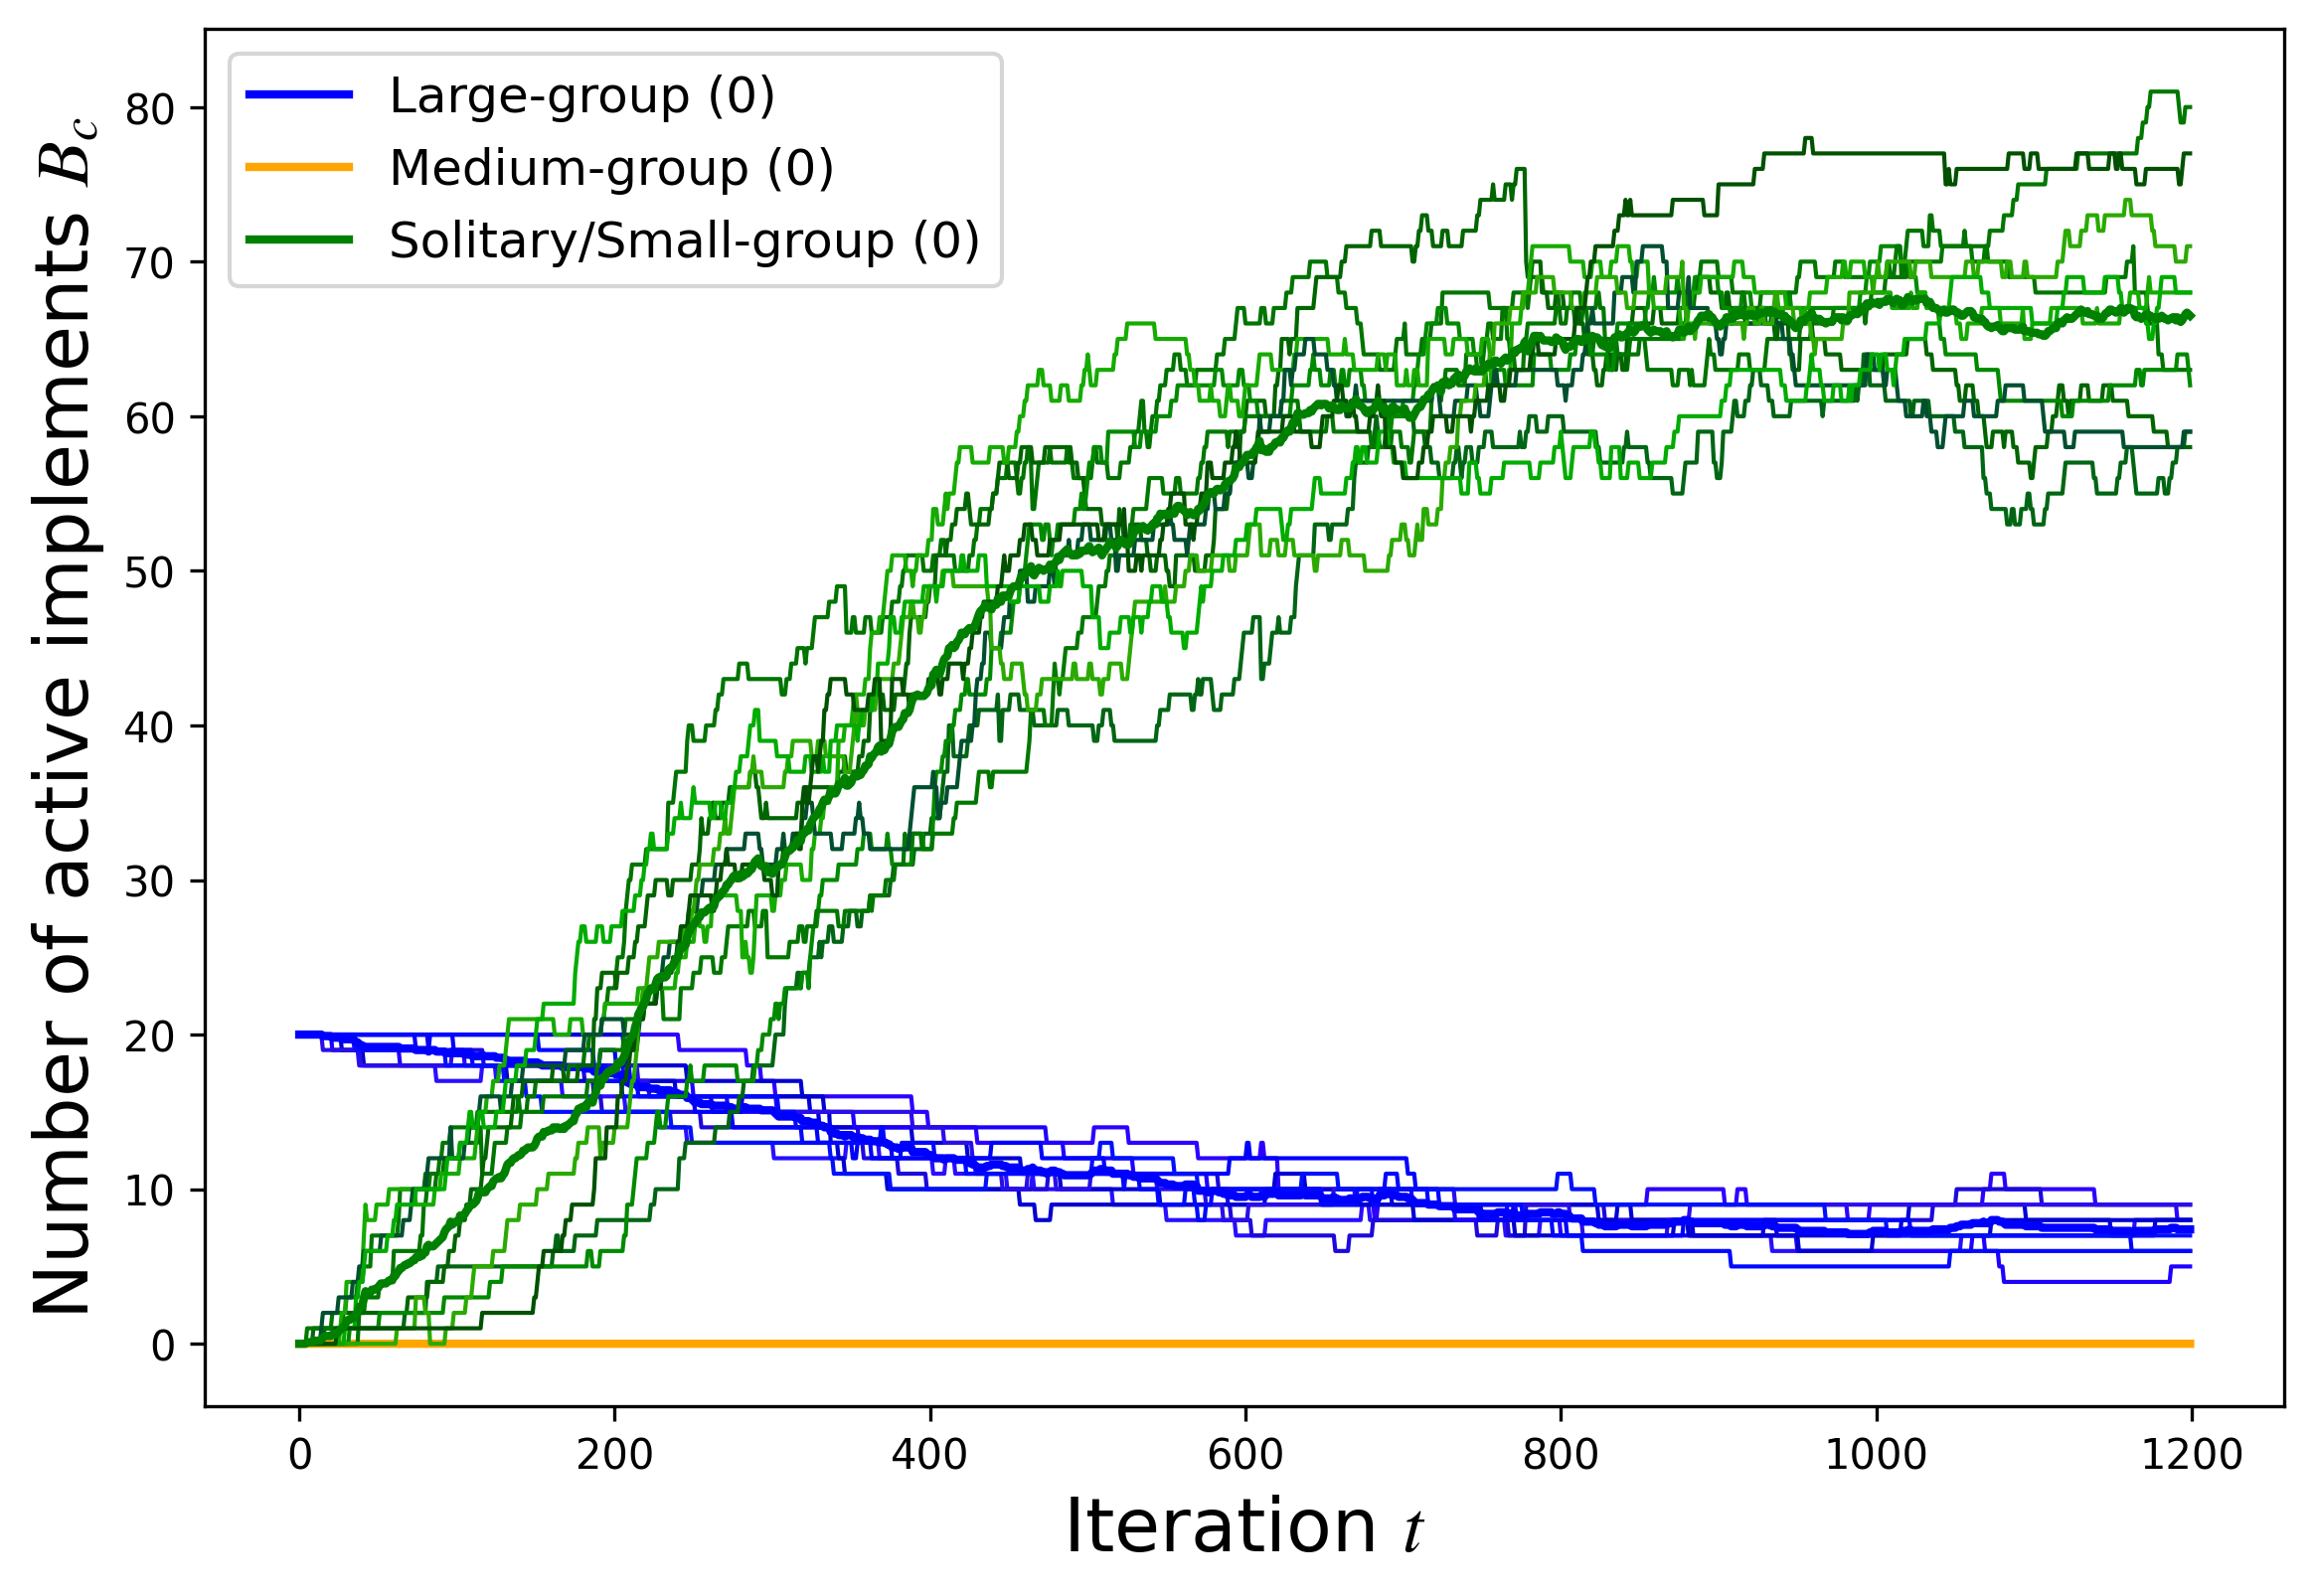 Large-group (0)
Medium-group (0)
Solitary/Small-group (0)
Number of active implements B_c
80
70
60
50
40
30
20
10
0
0 200 400 600 800 1000 1200
Iteration t